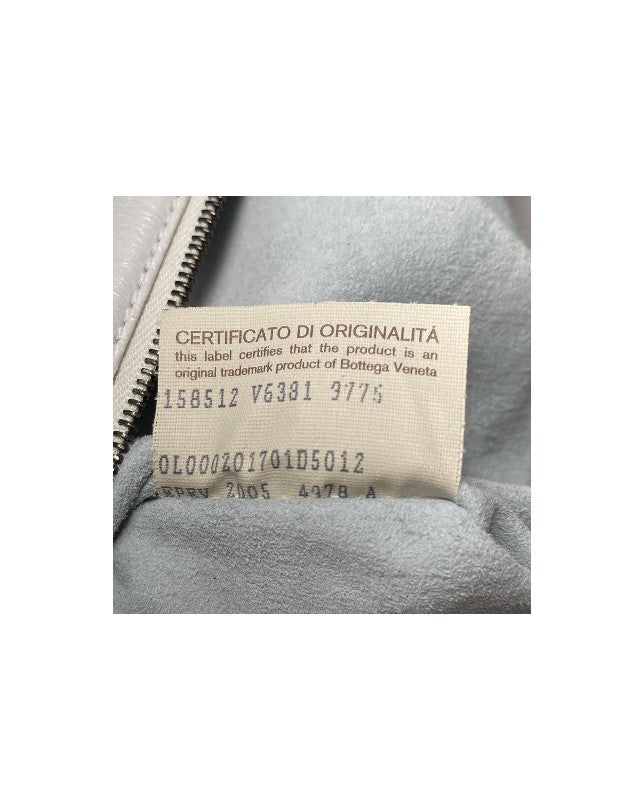 CERTIFICATO DI ORIGINALITÁ
this label certifies that the product is an
original trademark product of Bottega Veneta
158512 V6381 9775
0L000Z01701D5012
2005 4978 A